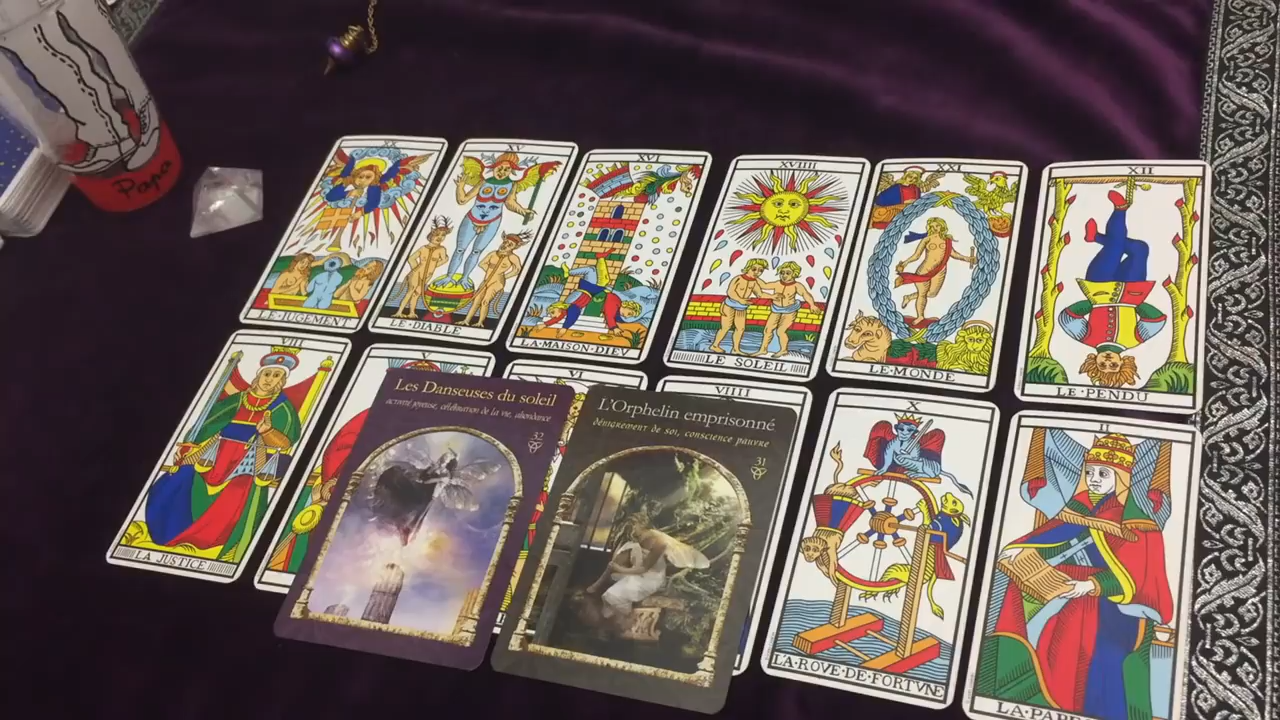 Papa
XX
LE·JUGEMENT
XV
LE·DIABLE
XVI
LA·MAISON·DIEV
XVIIII
LE·SOLEIL
XXI
LE·MONDE
XII
LE·PENDU
VIII
LA JUSTICE
V
VI
VIIII
X
LA·ROVE·DE·FORTVNE
II
LA·PAP
Les Danseuses du soleil
activité joyeuse, célébration de la vie, abondance
32
L'Orphelin emprisonné
dénigrement de soi, conscience pauvre
31